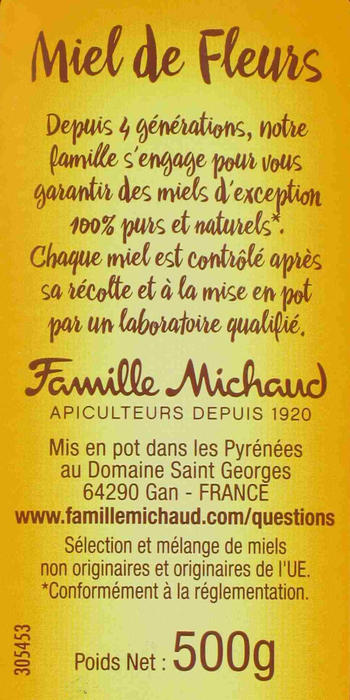 Miel de Fleurs
Depuis 4 générations, notre
famille s'engage pour vous
garantir des miels d'exception
100% purs et naturels*.
Chaque miel est contrôlé après
sa récolte et à la mise en pot
par un laboratoire qualifié.
Famille Michaud
APICULTEURS DEPUIS 1920
Mis en pot dans les Pyrénées
au Domaine Saint Georges
64290 Gan - FRANCE
www.famillemichaud.com/questions
Sélection et mélange de miels
non originaires et originaires de l'UE.
*Conformément à la réglementation.
305453
Poids Net : 500g